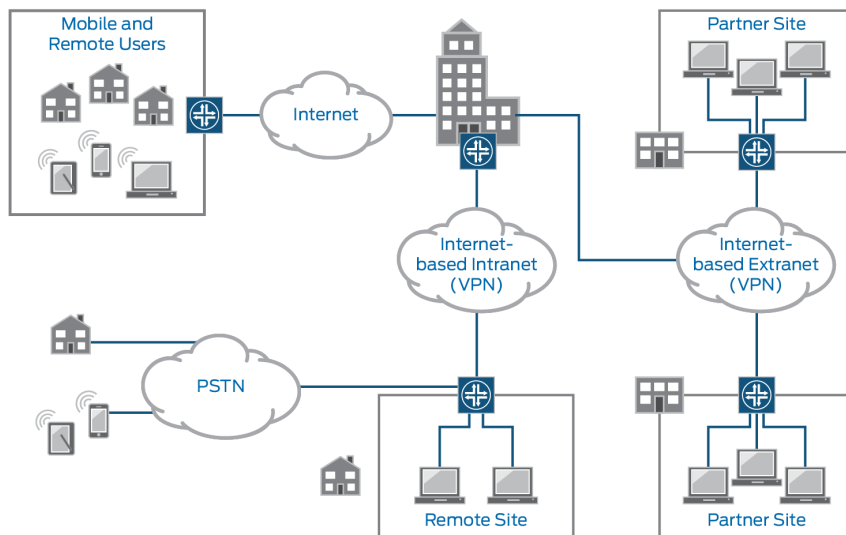 Mobile and
Remote Users
Internet
Partner Site
Internet-
based Intranet
(VPN)
Internet-
based Extranet
(VPN)
PSTN
Remote Site
Partner Site